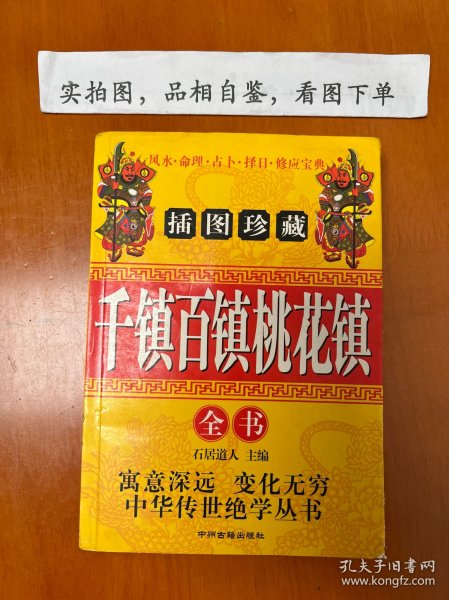 实拍图，品相自鉴，看图下单
风水·命理·占卜·择日·修应宝典
插图珍藏
千镇百镇桃花镇
全书
石居道人 主编
寓意深远 变化无穷
中华传世绝学丛书
中州古籍出版社
孔夫子旧书网
www.kongfz.com